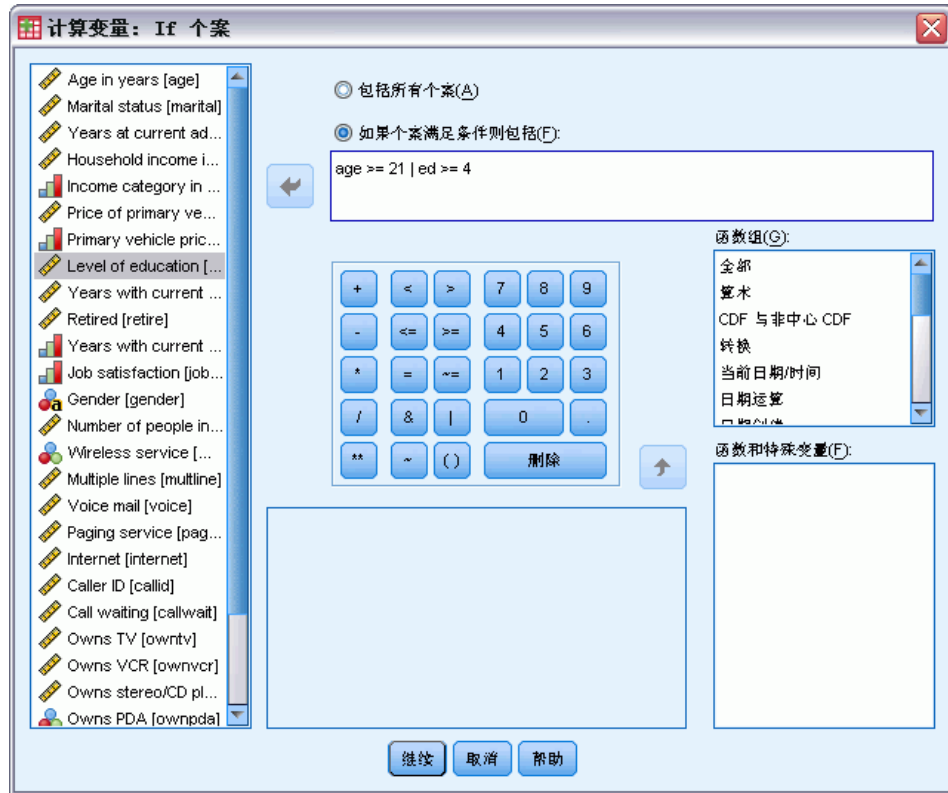 计算变量: If 个案
Age in years [age]
Marital status [marital]
Years at current ad...
Household income i...
Income category in ...
Price of primary ve...
Primary vehicle pric...
Level of education [...
Years with current ...
Retired [retire]
Years with current ...
Job satisfaction [job...
Gender [gender]
Number of people in...
Wireless service [...
Multiple lines [multline]
Voice mail [voice]
Paging service [pag...
Internet [internet]
Caller ID [callid]
Call waiting [callwait]
Owns TV [owntv]
Owns VCR [ownvcr]
Owns stereo/CD pl...
Owns PDA [ownpda]
包括所有个案(A)
如果个案满足条件则包括(F):
age >= 21 | ed >= 4
+ < > 7 8 9
- <= >= 4 5 6
* = ~= 1 2 3
/ & | 0 .
** ~ ( ) 删除
函数组(G):
全部
算术
CDF 与非中心 CDF
转换
当前日期/时间
日期运算
日期创建
函数和特殊变量(F):
继续 取消 帮助